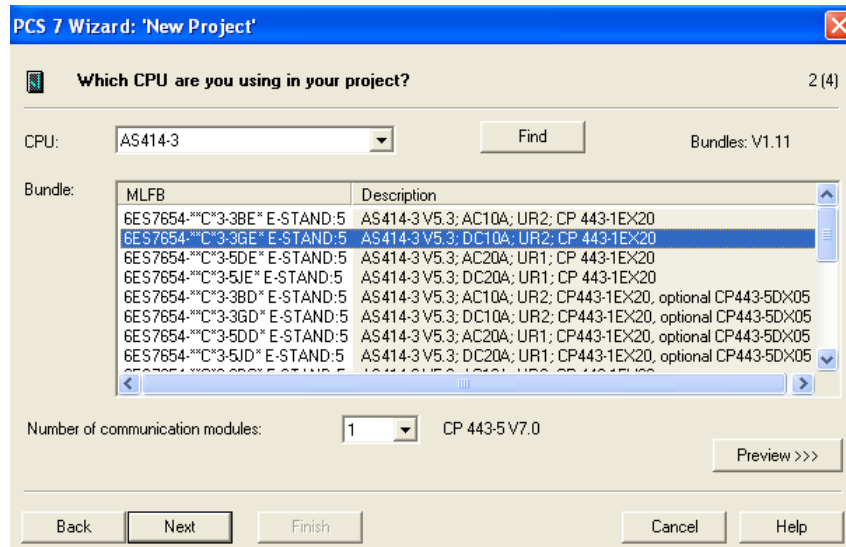 PCS 7 Wizard: 'New Project'
Which CPU are you using in your project? 2 (4)
CPU: AS414-3 Find Bundles: V1.11
Bundle: MLFB Description
6ES7654-**C*3-3BE* E-STAND:5 AS414-3 V5.3; AC10A; UR2; CP 443-1EX20
6ES7654-**C*3-3GE* E-STAND:5 AS414-3 V5.3; DC10A; UR2; CP 443-1EX20
6ES7654-**C*3-5DE* E-STAND:5 AS414-3 V5.3; AC20A; UR1; CP 443-1EX20
6ES7654-**C*3-5JE* E-STAND:5 AS414-3 V5.3; DC20A; UR1; CP 443-1EX20
6ES7654-**C*3-3BD* E-STAND:5 AS414-3 V5.3; AC10A; UR2; CP443-1EX20, optional CP443-5DX05
6ES7654-**C*3-3GD* E-STAND:5 AS414-3 V5.3; DC10A; UR2; CP443-1EX20, optional CP443-5DX05
6ES7654-**C*3-5DD* E-STAND:5 AS414-3 V5.3; AC20A; UR1; CP443-1EX20, optional CP443-5DX05
6ES7654-**C*3-5JD* E-STAND:5 AS414-3 V5.3; DC20A; UR1; CP443-1EX20, optional CP443-5DX05
Number of communication modules: 1 CP 443-5 V7.0
Preview >>>
Back Next Finish Cancel Help